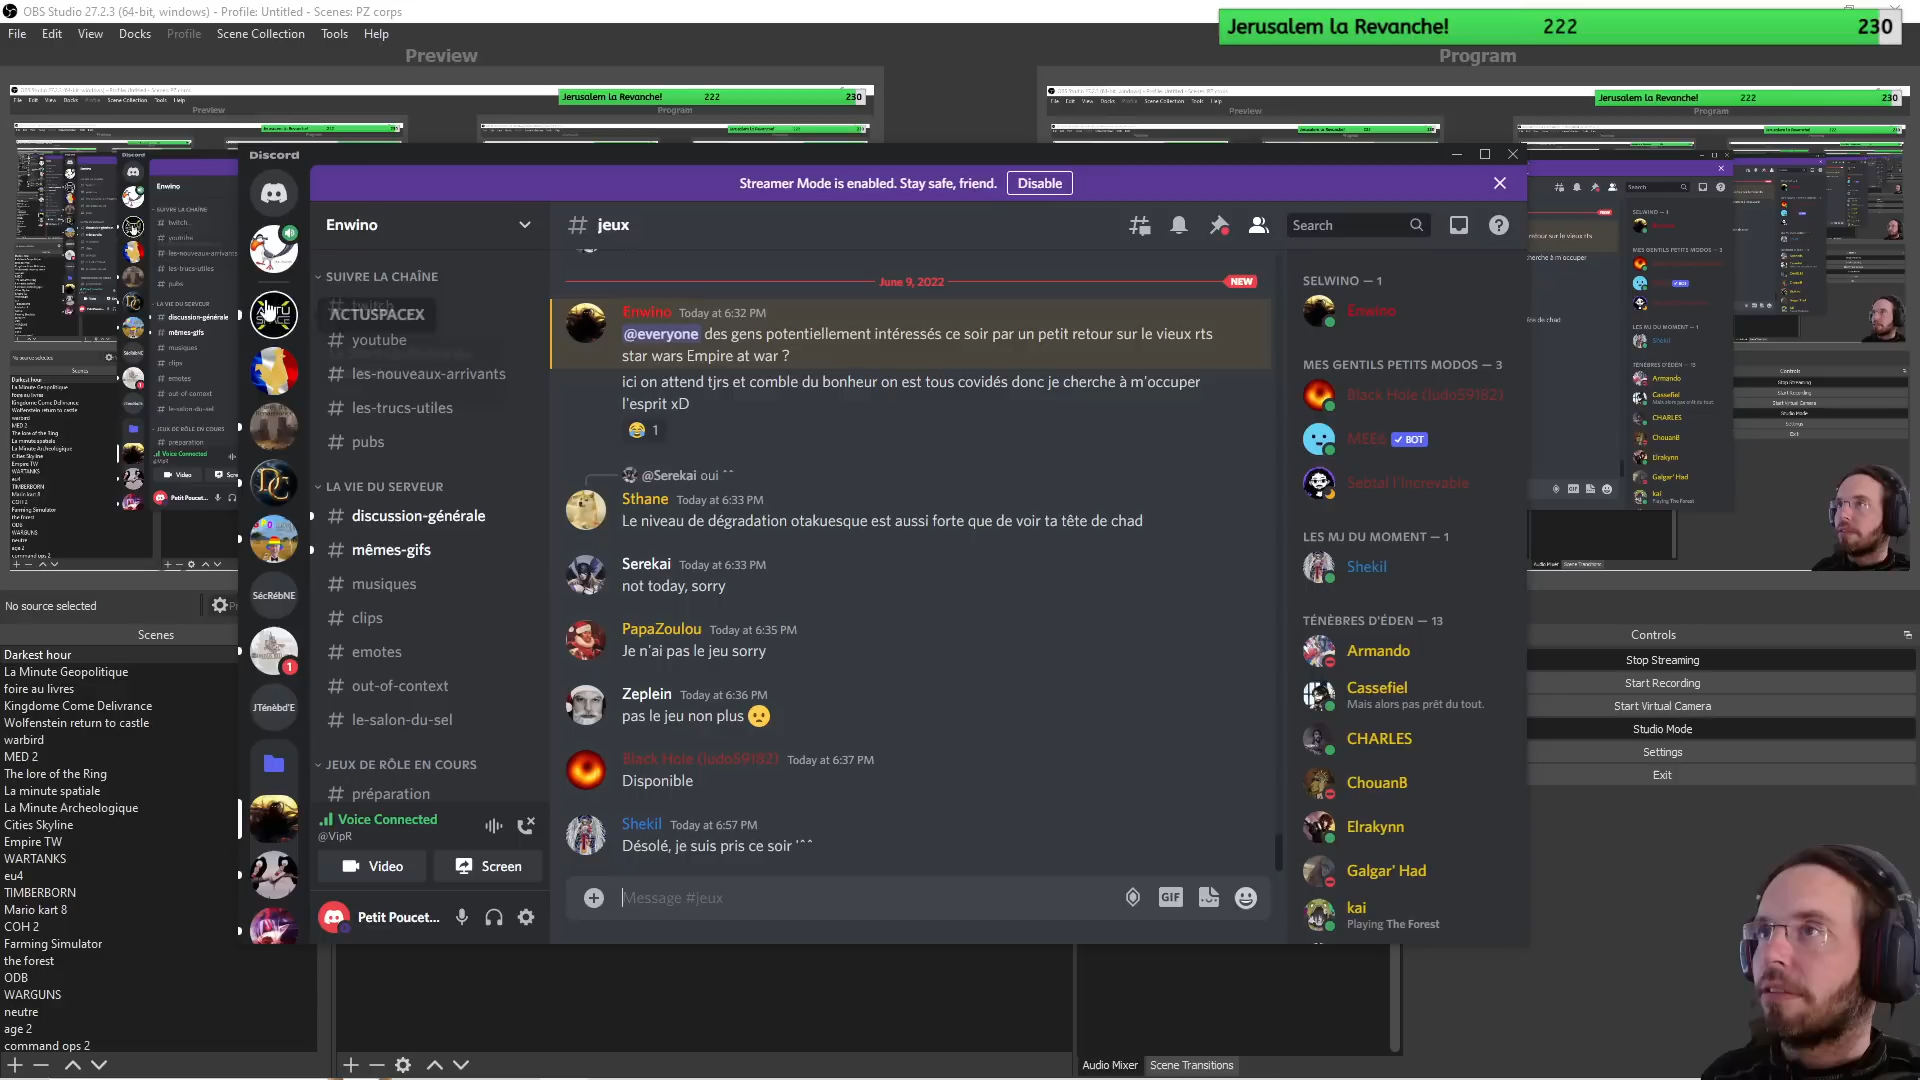 OBS Studio 27.2.3 (64-bit, windows) - Profile: Untitled - Scenes: PZ corps
File Edit View Docks Profile Scene Collection Tools Help
Jerusalem la Revanche! 222 230
Preview
Program
Discord
Streamer Mode is enabled. Stay safe, friend. Disable
Enwino
# jeux
Search
SUIVRE LA CHAÎNE
# twitch
ACTUSPACEX
# youtube
# les-nouveaux-arrivants
# les-trucs-utiles
# pubs
LA VIE DU SERVEUR
# discussion-générale
# mêmes-gifs
# musiques
# clips
# emotes
# out-of-context
# le-salon-du-sel
JEUX DE RÔLE EN COURS
# préparation
Voice Connected
@VipR
Video
Screen
Petit Poucet...
SécRébNE
JTénèbd'E
1
June 9, 2022 NEW
Enwino Today at 6:32 PM
@everyone des gens potentiellement intéressés ce soir par un petit retour sur le vieux rts
star wars Empire at war ?
ici on attend tjrs et comble du bonheur on est tous covidés donc je cherche à m'occuper
l'esprit xD
😂 1
@Serekai oui ^^
Sthane Today at 6:33 PM
Le niveau de dégradation otakuesque est aussi forte que de voir ta tête de chad
Serekai Today at 6:33 PM
not today, sorry
PapaZoulou Today at 6:35 PM
Je n'ai pas le jeu sorry
Zeplein Today at 6:36 PM
pas le jeu non plus 🙁
Black Hole (ludo59182) Today at 6:37 PM
Disponible
Shekil Today at 6:57 PM
Désolé, je suis pris ce soir '^^
Message #jeux
GIF
SELWINO — 1
Enwino
MES GENTILS PETITS MODOS — 3
Black Hole (ludo59182)
MEE6 BOT
Sebtal l'Increvable
LES MJ DU MOMENT — 1
Shekil
TÉNÈBRES D'ÉDEN — 13
Armando
Cassefiel
Mais alors pas prêt du tout.
CHARLES
ChouanB
Elrakynn
Galgar' Had
kai
Playing The Forest
No source selected
Scenes
Darkest hour
La Minute Geopolitique
foire au livres
Kingdome Come Delivrance
Wolfenstein return to castle
warbird
MED 2
The lore of the Ring
La minute spatiale
La Minute Archeologique
Cities Skyline
Empire TW
WARTANKS
eu4
TIMBERBORN
Mario kart 8
COH 2
Farming Simulator
the forest
ODB
WARGUNS
neutre
age 2
command ops 2
Controls
Stop Streaming
Start Recording
Start Virtual Camera
Studio Mode
Settings
Exit
Audio Mixer
Scene Transitions